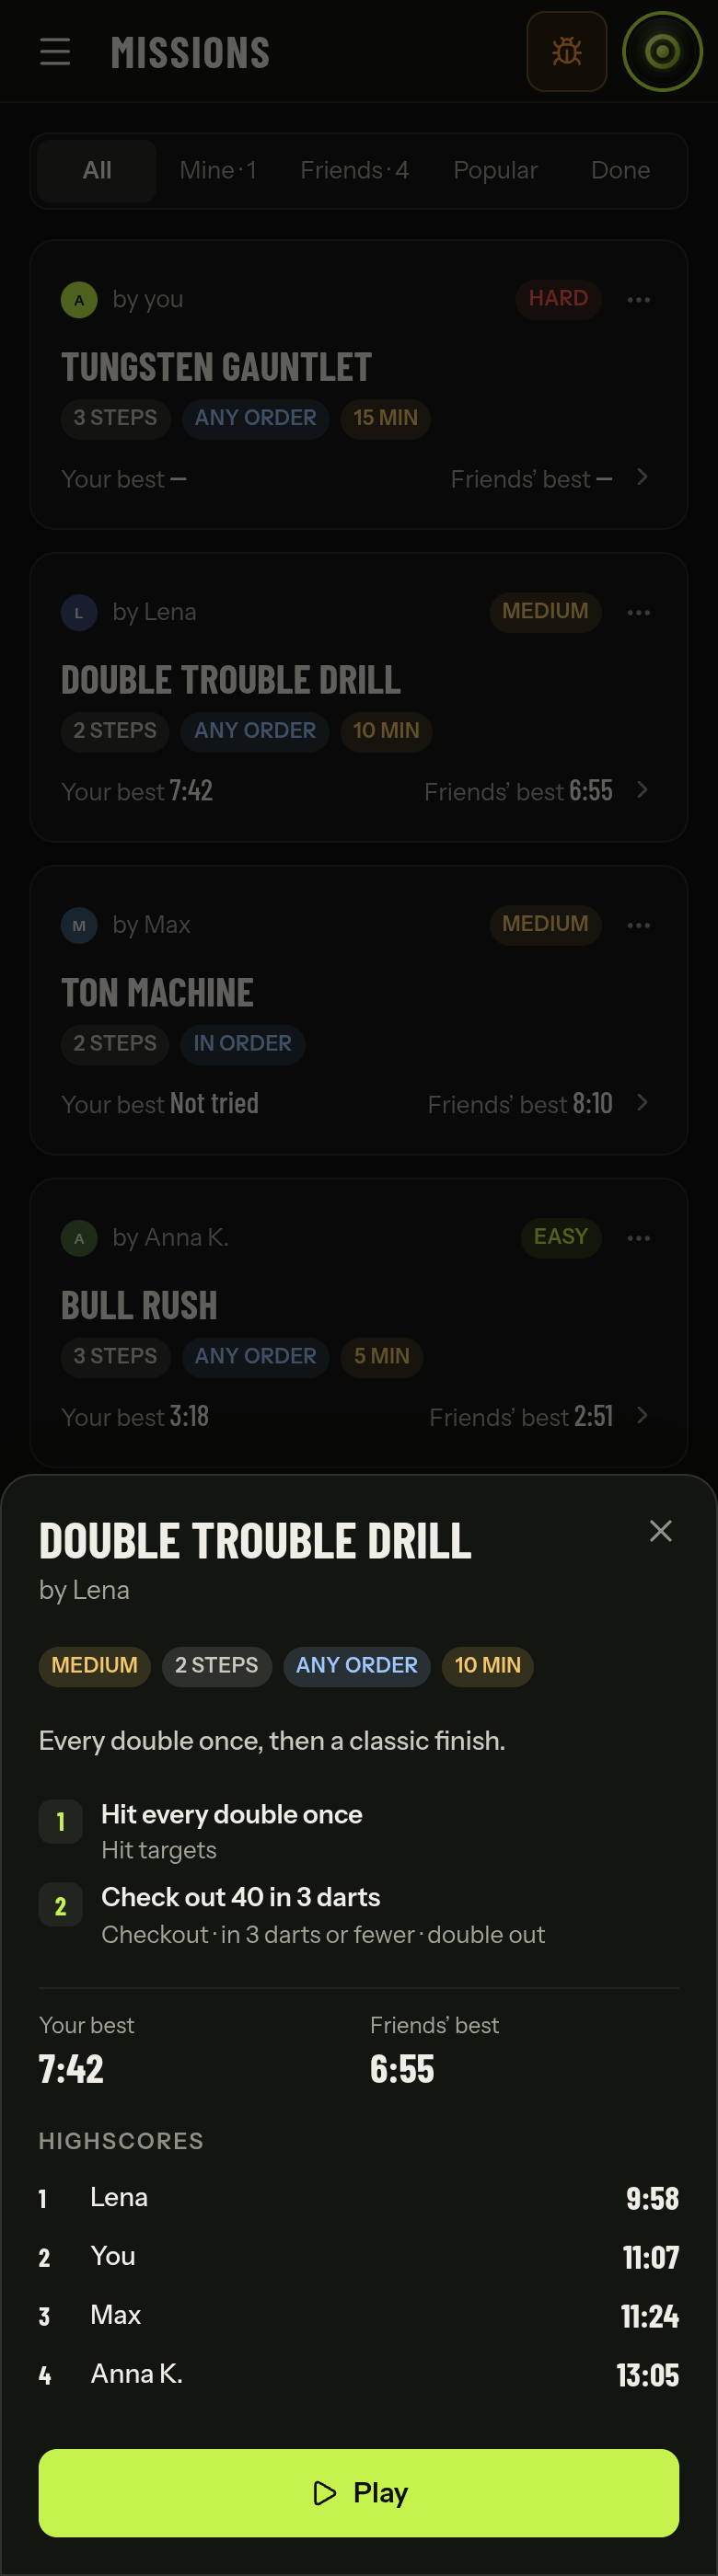 MISSIONS
All Mine · 1 Friends · 4 Popular Done
A by you HARD
TUNGSTEN GAUNTLET
3 STEPS ANY ORDER 15 MIN
Your best – Friends’ best –
L by Lena MEDIUM
DOUBLE TROUBLE DRILL
2 STEPS ANY ORDER 10 MIN
Your best 7:42 Friends’ best 6:55
M by Max MEDIUM
TON MACHINE
2 STEPS IN ORDER
Your best Not tried Friends’ best 8:10
A by Anna K. EASY
BULL RUSH
3 STEPS ANY ORDER 5 MIN
Your best 3:18 Friends’ best 2:51
DOUBLE TROUBLE DRILL
by Lena
MEDIUM 2 STEPS ANY ORDER 10 MIN
Every double once, then a classic finish.
1 Hit every double once
Hit targets
2 Check out 40 in 3 darts
Checkout · in 3 darts or fewer · double out
Your best Friends’ best
7:42 6:55
HIGHSCORES
1 Lena 9:58
2 You 11:07
3 Max 11:24
4 Anna K. 13:05
Play